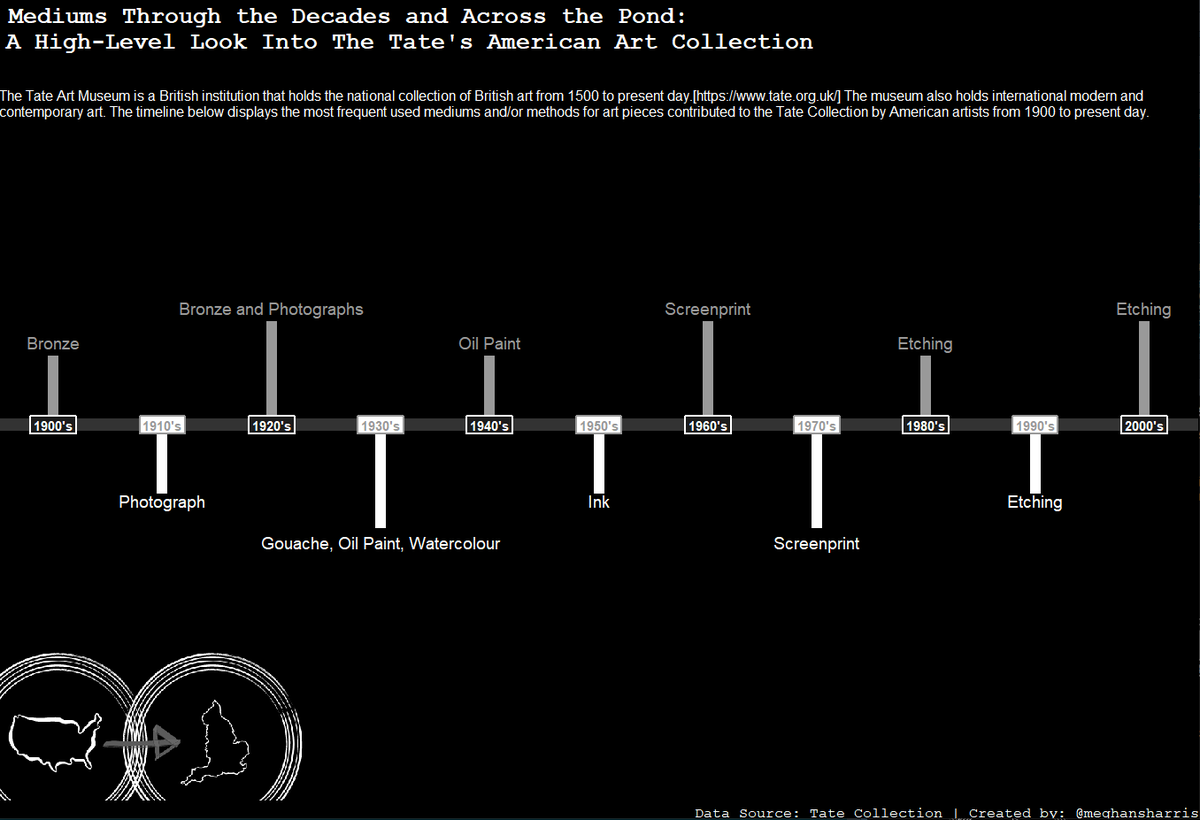 Mediums Through the Decades and Across the Pond:
A High-Level Look Into The Tate's American Art Collection
The Tate Art Museum is a British institution that holds the national collection of British art from 1500 to present day.[https://www.tate.org.uk/] The museum also holds international modern and
contemporary art. The timeline below displays the most frequent used mediums and/or methods for art pieces contributed to the Tate Collection by American artists from 1900 to present day.
Bronze and Photographs
Screenprint
Etching
Bronze
Oil Paint
Etching
1900's
1910's
1920's
1930's
1940's
1950's
1960's
1970's
1980's
1990's
2000's
Photograph
Ink
Etching
Gouache, Oil Paint, Watercolour
Screenprint
Data Source: Tate Collection | Created by: @meghansharris